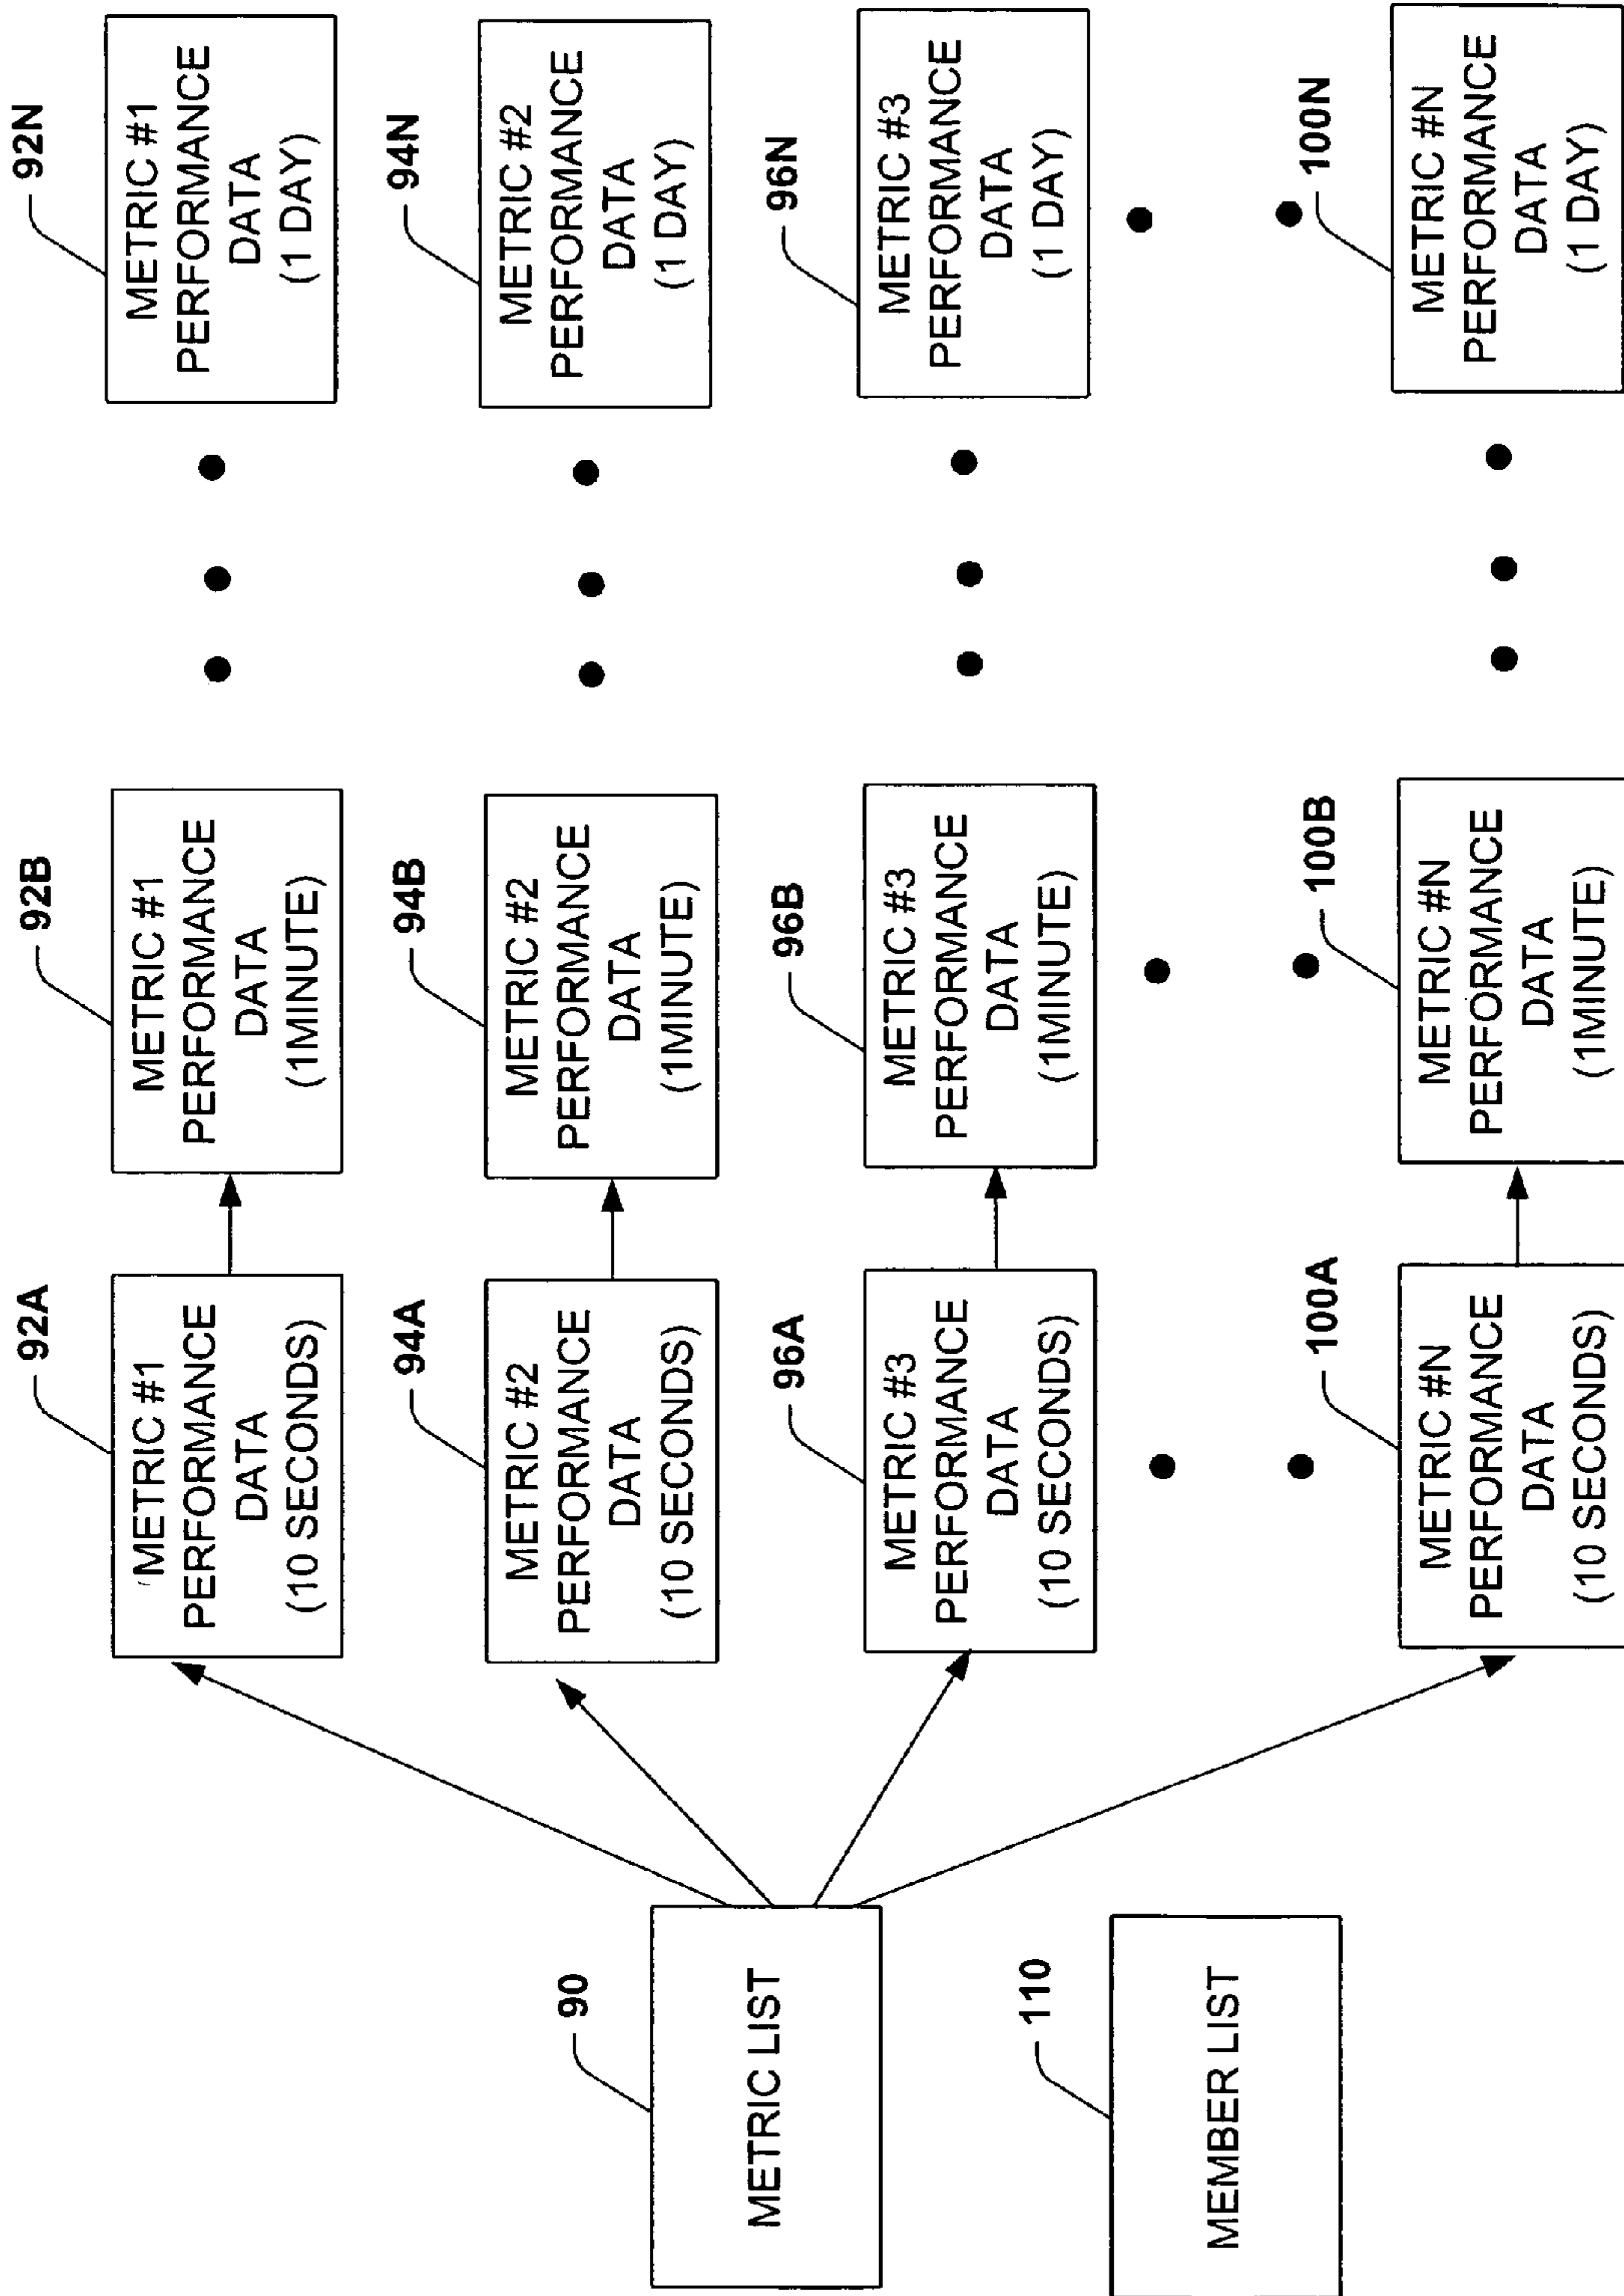 92A
METRIC #1
PERFORMANCE
DATA
(10 SECONDS)
92B
METRIC #1
PERFORMANCE
DATA
(1MINUTE)
92N
METRIC #1
PERFORMANCE
DATA
(1 DAY)
94A
METRIC #2
PERFORMANCE
DATA
(10 SECONDS)
94B
METRIC #2
PERFORMANCE
DATA
(1MINUTE)
94N
METRIC #2
PERFORMANCE
DATA
(1 DAY)
90
METRIC LIST
96A
METRIC #3
PERFORMANCE
DATA
(10 SECONDS)
96B
METRIC #3
PERFORMANCE
DATA
(1MINUTE)
96N
METRIC #3
PERFORMANCE
DATA
(1 DAY)
110
MEMBER LIST
100A
METRIC #N
PERFORMANCE
DATA
(10 SECONDS)
100B
METRIC #N
PERFORMANCE
DATA
(1MINUTE)
100N
METRIC #N
PERFORMANCE
DATA
(1 DAY)